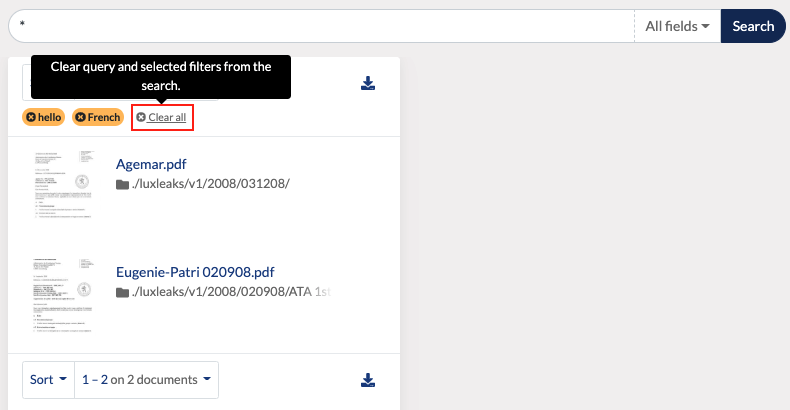 *
All fields
Search
Clear query and selected filters from the
search.
hello
French
Clear all
Agemar.pdf
./luxleaks/v1/2008/031208/
Eugenie-Patri 020908.pdf
./luxleaks/v1/2008/020908/ATA 1st
Sort
1 – 2 on 2 documents